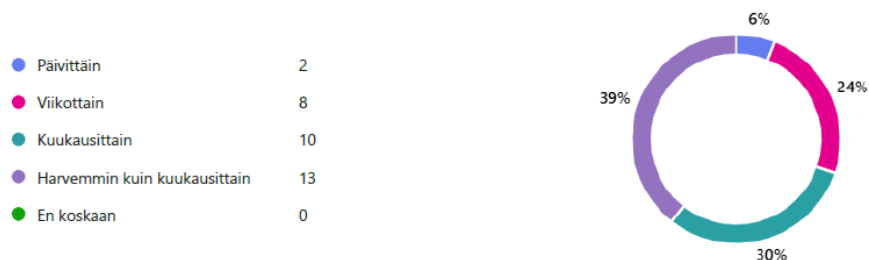 Päivittäin 2
Viikottain 8
Kuukausittain 10
Harvemmin kuin kuukausittain 13
En koskaan 0
6%
24%
39%
30%